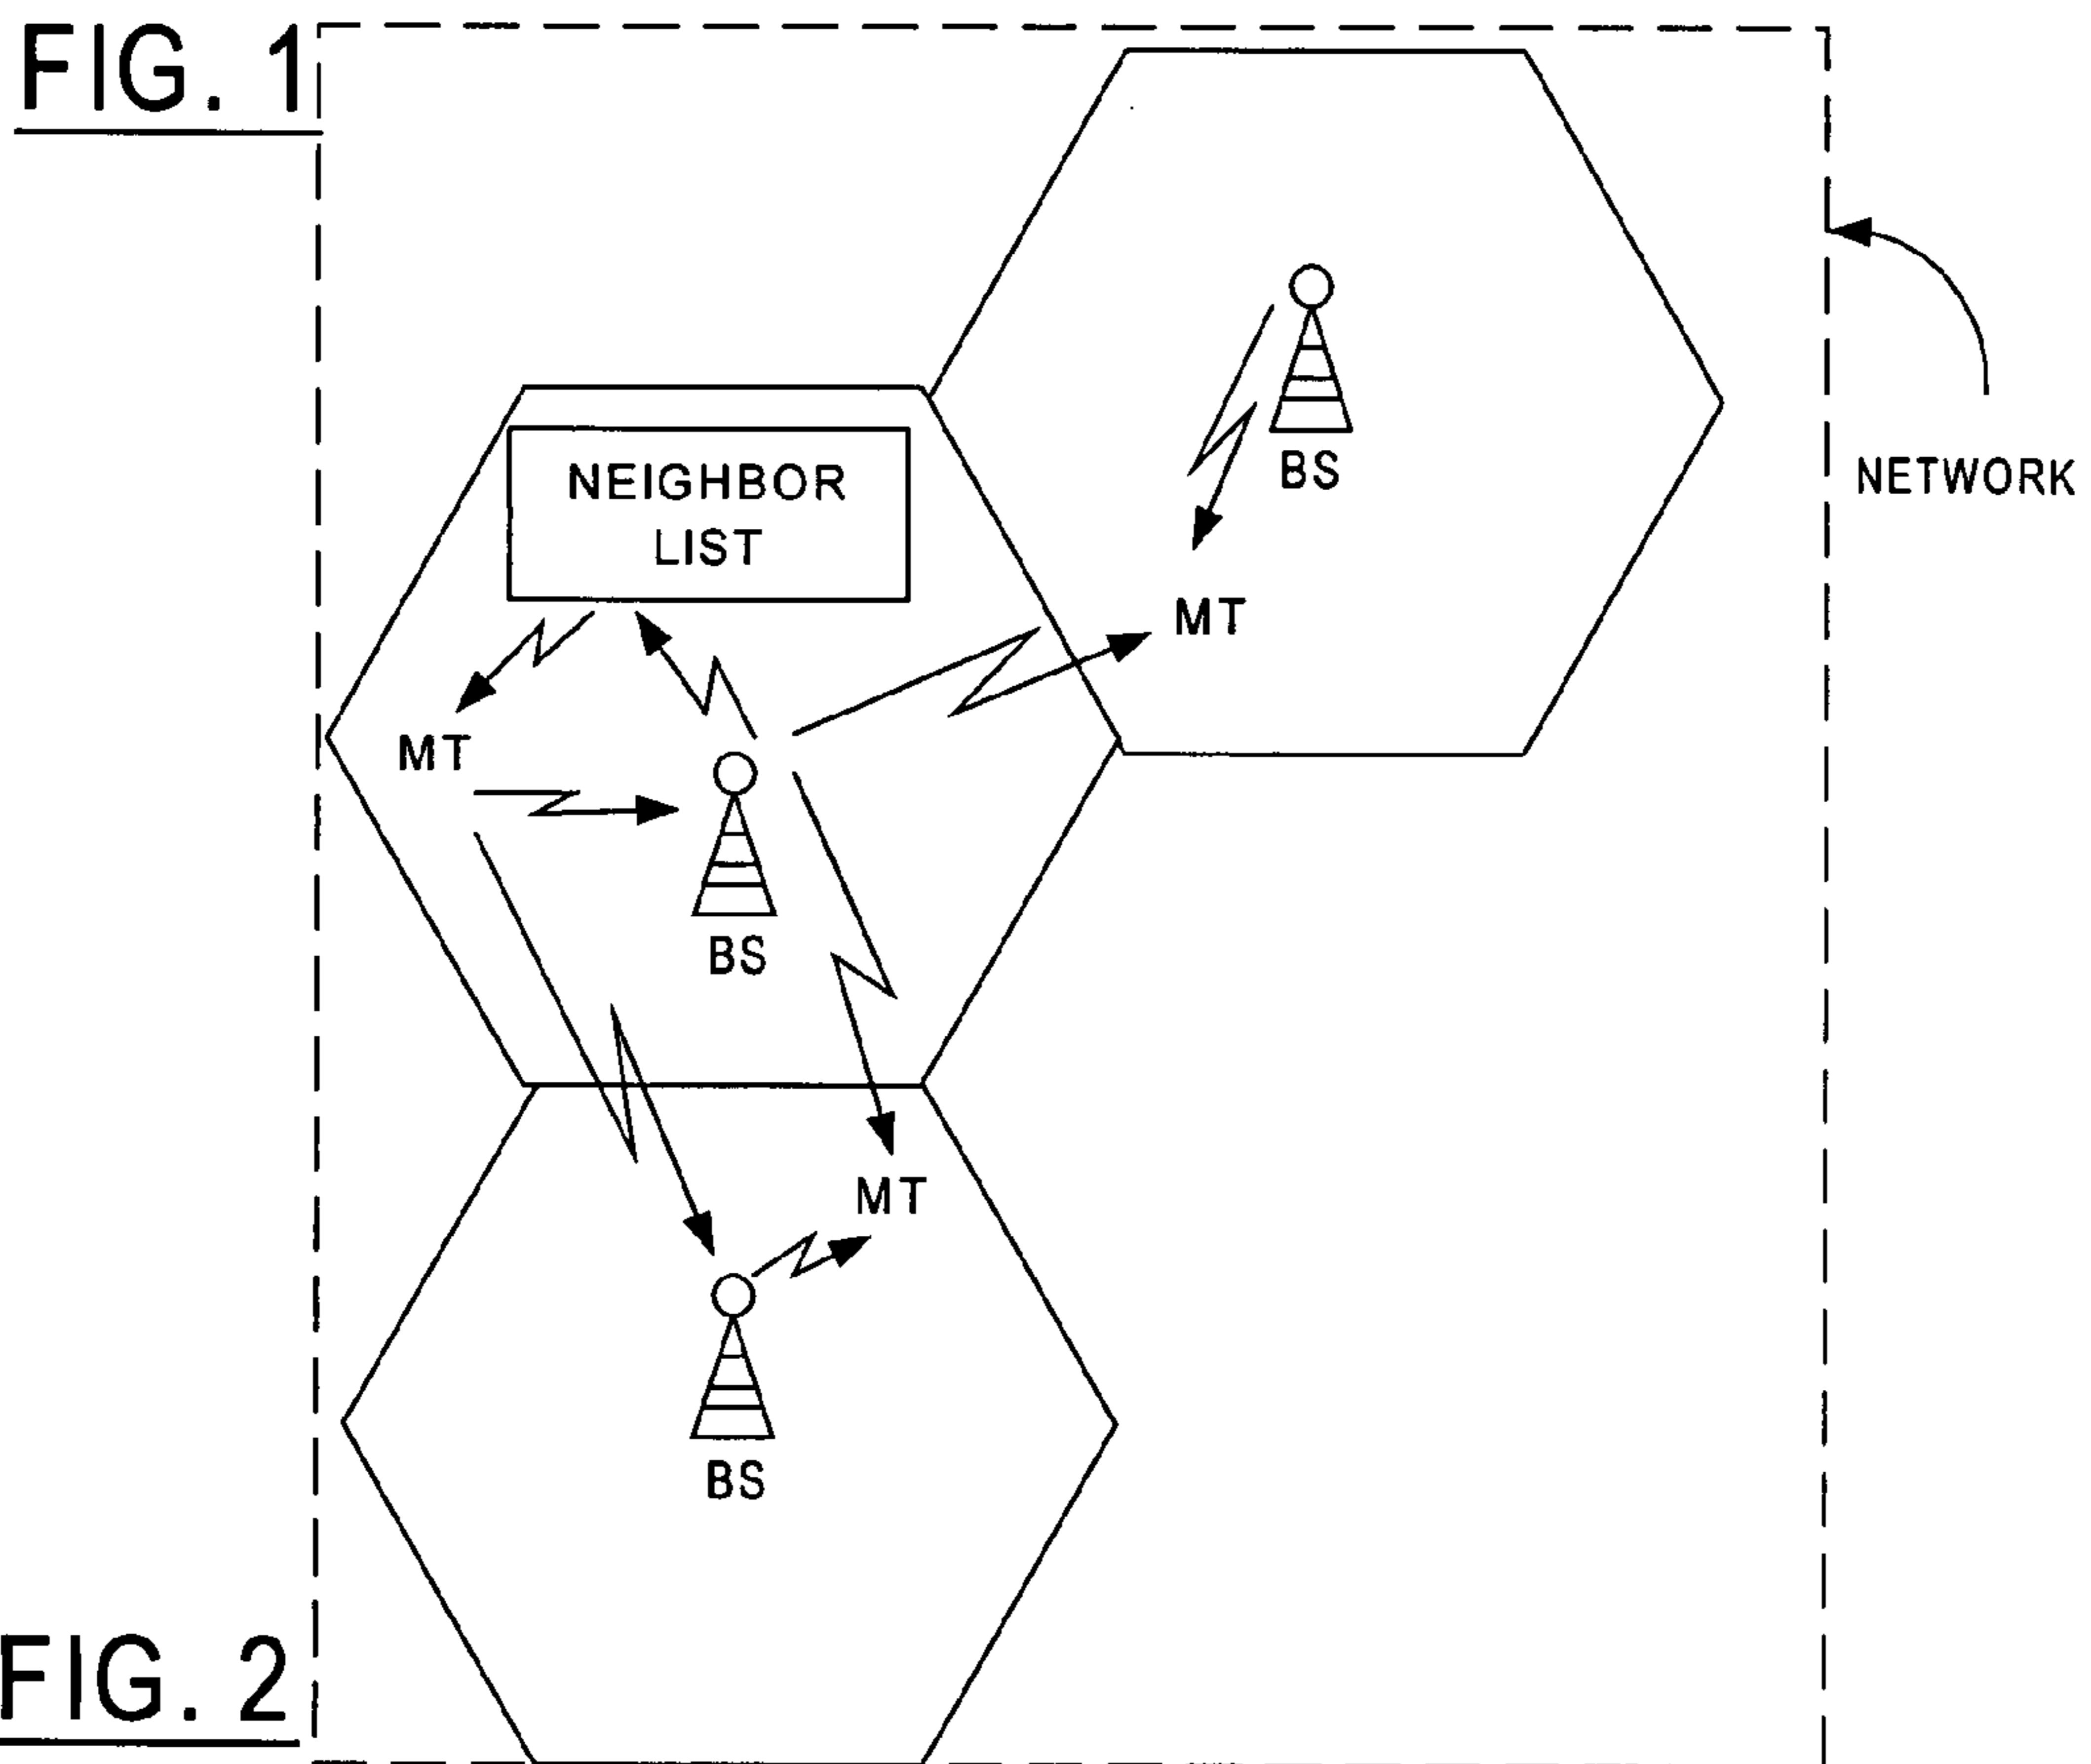 FIG. 1
BS
NETWORK
NEIGHBOR
LIST
MT
MT
BS
MT
BS
FIG. 2